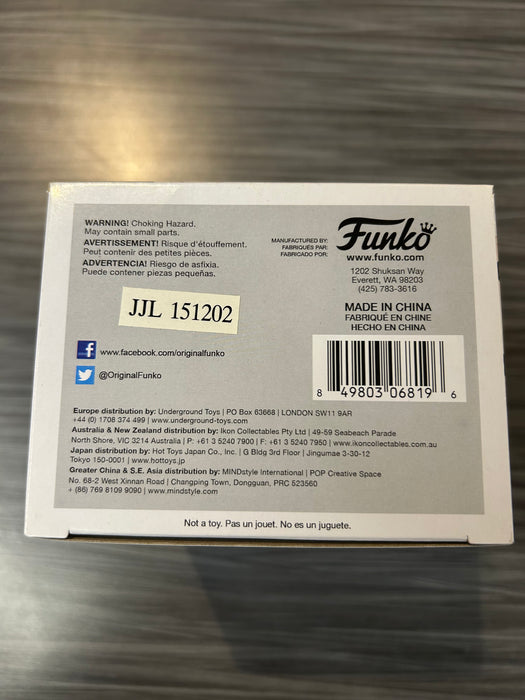 WARNING! Choking Hazard.
May contain small parts.
AVERTISSEMENT! Risque d'étouffement.
Peut contenir des petites pièces.
ADVERTENCIA! Riesgo de asfixia.
Puede contener piezas pequeñas.
MANUFACTURED BY:
FABRIQUÉS PAR:
FABRICADO POR:
Funko
www.funko.com
1202 Shuksan Way
Everett, WA 98203
(425) 783-3616
MADE IN CHINA
FABRIQUÉ EN CHINE
HECHO EN CHINA
JJL 151202
f www.facebook.com/originalfunko
@OriginalFunko
8 49803 06819 6
Europe distribution by: Underground Toys | PO Box 63668 | LONDON SW11 9AR
+44 (0) 1708 374 499 | www.underground-toys.com
Australia & New Zealand distribution by: Ikon Collectables Pty Ltd | 49-59 Seabeach Parade
North Shore, VIC 3214 Australia | P: +61 3 5240 7900 | F: +61 3 5240 7950 | www.ikoncollectables.com.au
Japan distribution by: Hot Toys Japan Co., Inc. | G Bldg 3rd Floor | Jingumae 3-30-12
Tokyo 150-0001 | www.hottoys.jp
Greater China & S.E. Asia distribution by: MINDstyle International | POP Creative Space
No. 68-2 West Xinnan Road | Changping Town, Dongguan, PRC 523560
+ (86) 769 8109 9090 | www.mindstyle.com
Not a toy. Pas un jouet. No es un juguete.